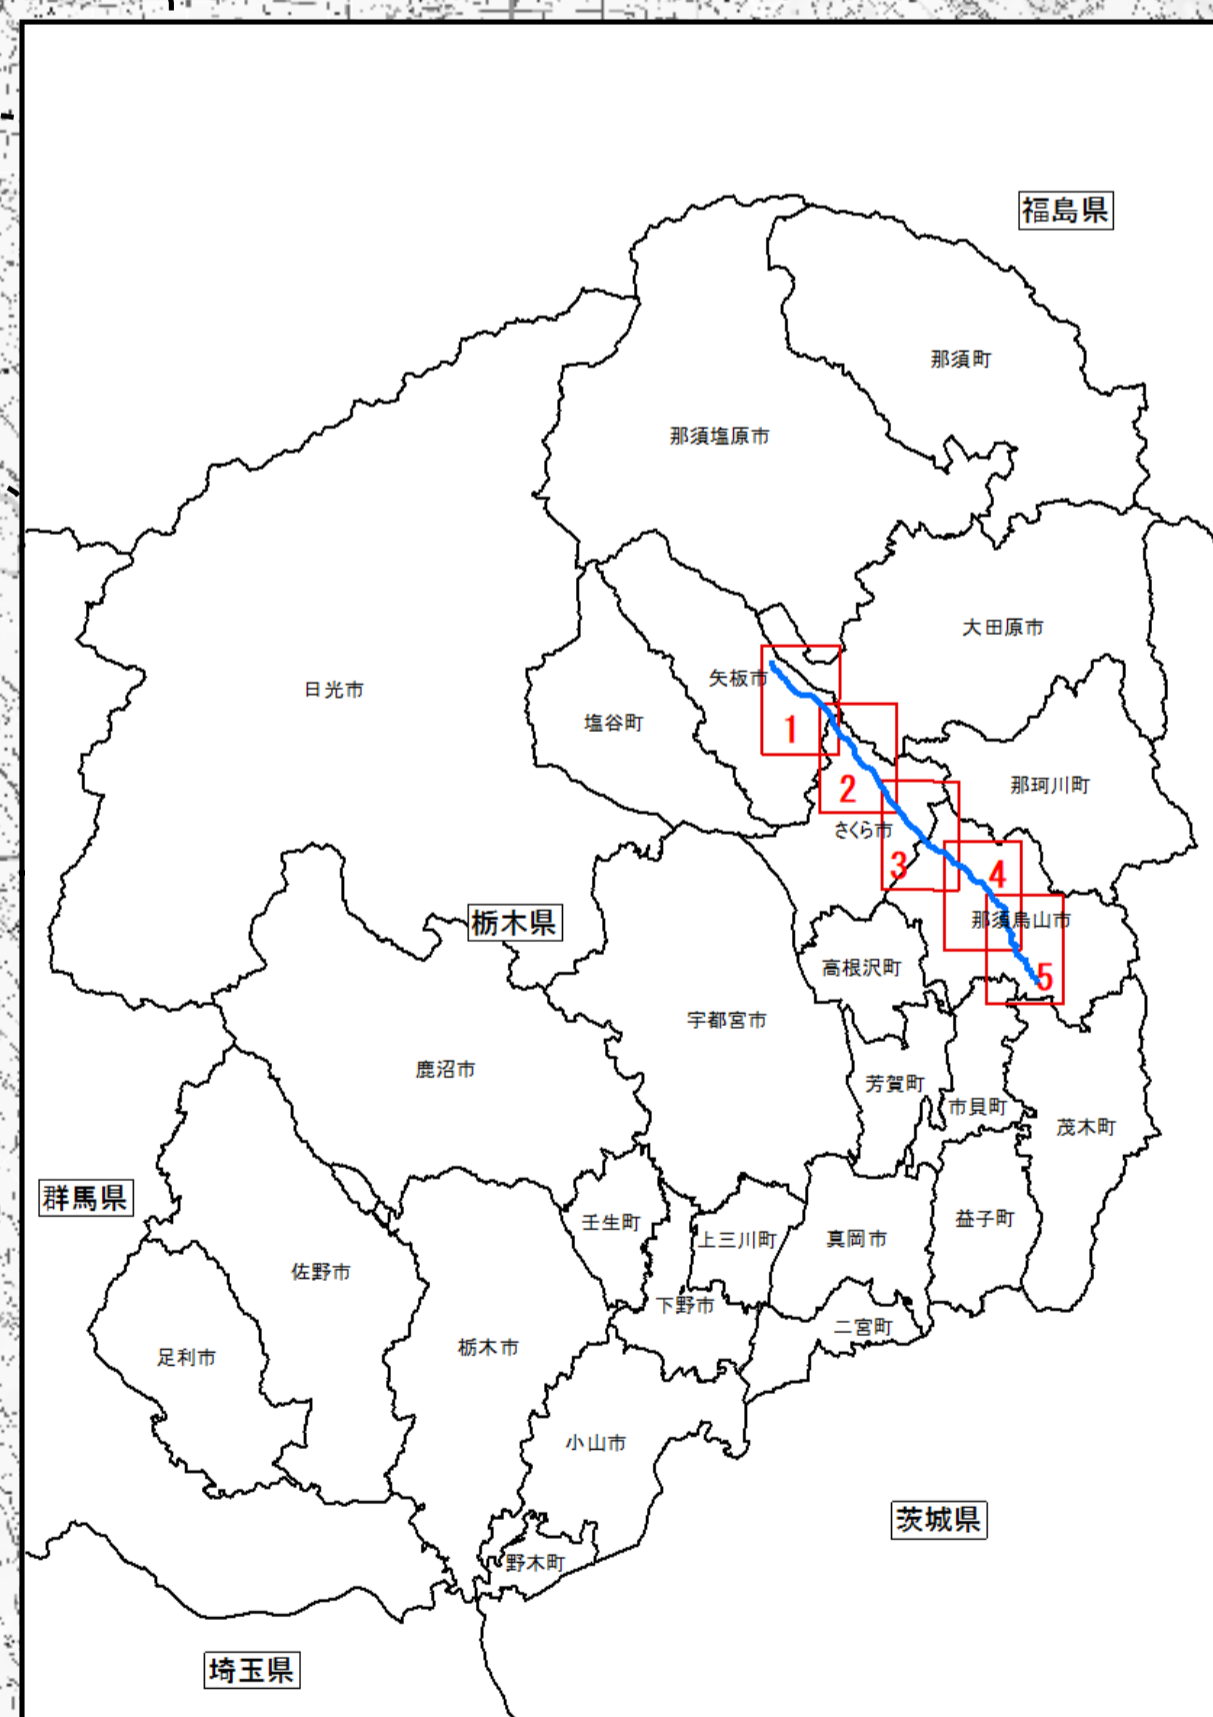 福島県
那須町
那須塩原市
大田原市
矢板市
日光市
塩谷町
1
那珂川町
2
さくら市
3
4
栃木県
那須烏山市
高根沢町
5
宇都宮市
鹿沼市
芳賀町
市貝町
茂木町
群馬県
壬生町
益子町
上三川町
真岡市
佐野市
下野市
二宮町
栃木市
足利市
小山市
茨城県
野木町
埼玉県